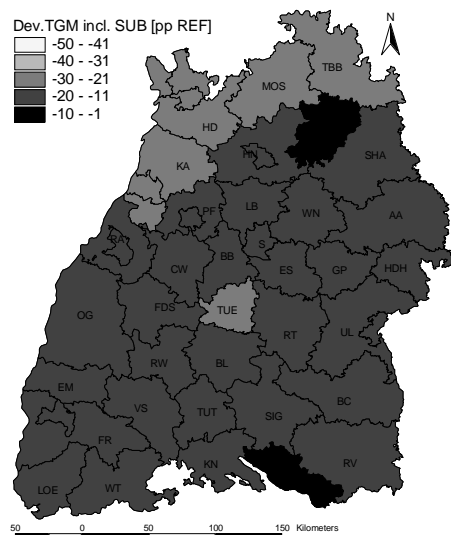 Dev.TGM incl. SUB [pp REF]
-50 - -41
-40 - -31
-30 - -21
-20 - -11
-10 - -1
N
TBB
MOS
HD
KA
HN
SHA
PF
LB
WN
AA
RA
S
CW
BB
ES
GP
HDH
OG
FDS
TUE
RT
UL
RW
BL
EM
VS
TUT
SIG
BC
FR
KN
RV
LOE
WT
50 0 50 100 150 Kilometers